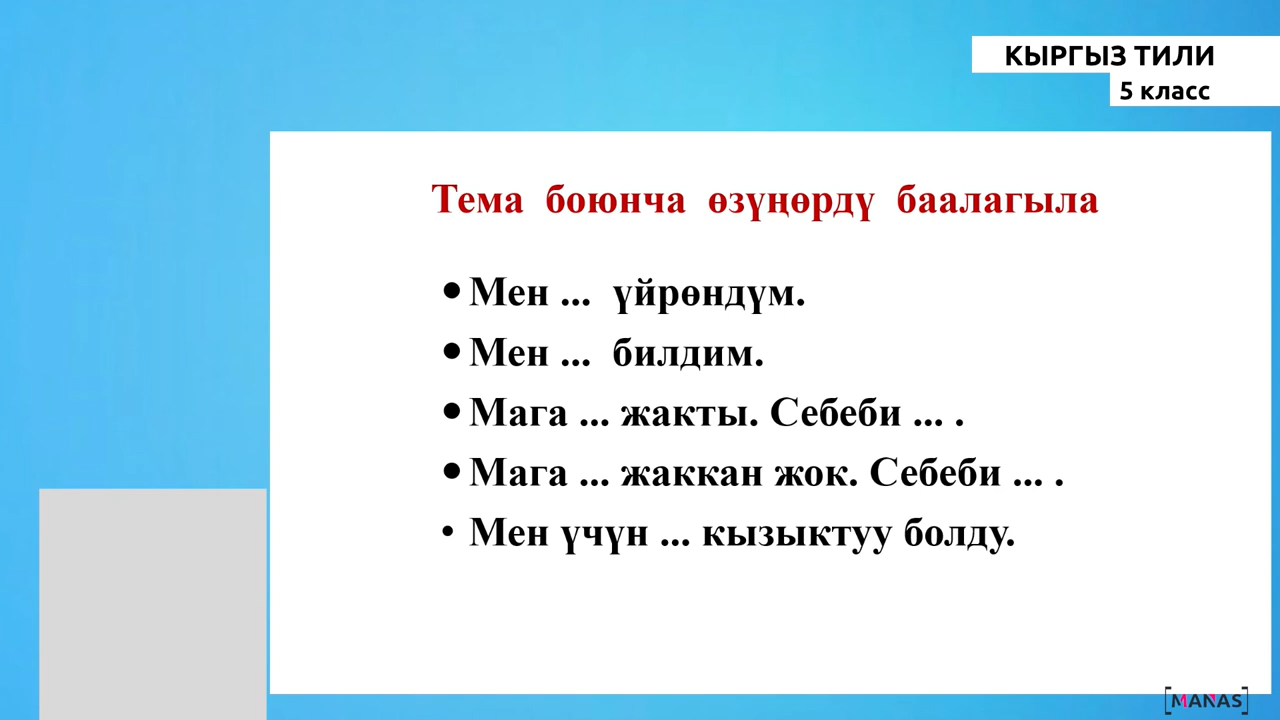 КЫРГЫЗ ТИЛИ
5 класс
Тема боюнча өзүңөрдү баалагыла
• Мен ... үйрөндүм.
• Мен ... билдим.
• Мага ... жакты. Себеби ... .
• Мага ... жаккан жок. Себеби ... .
• Мен үчүн ... кызыктуу болду.
[MANAS]